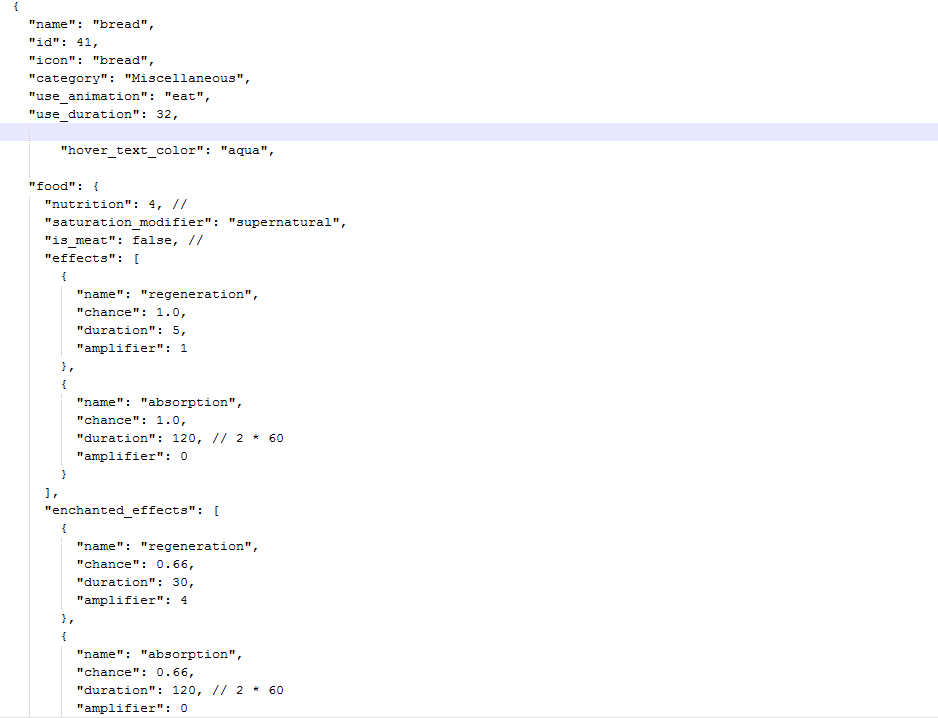 {
"name": "bread",
"id": 41,
"icon": "bread",
"category": "Miscellaneous",
"use_animation": "eat",
"use_duration": 32,
"hover_text_color": "aqua",
"food": {
"nutrition": 4, //
"saturation_modifier": "supernatural",
"is_meat": false, //
"effects": [
{
"name": "regeneration",
"chance": 1.0,
"duration": 5,
"amplifier": 1
},
{
"name": "absorption",
"chance": 1.0,
"duration": 120, // 2 * 60
"amplifier": 0
}
],
"enchanted_effects": [
{
"name": "regeneration",
"chance": 0.66,
"duration": 30,
"amplifier": 4
},
{
"name": "absorption",
"chance": 0.66,
"duration": 120, // 2 * 60
"amplifier": 0